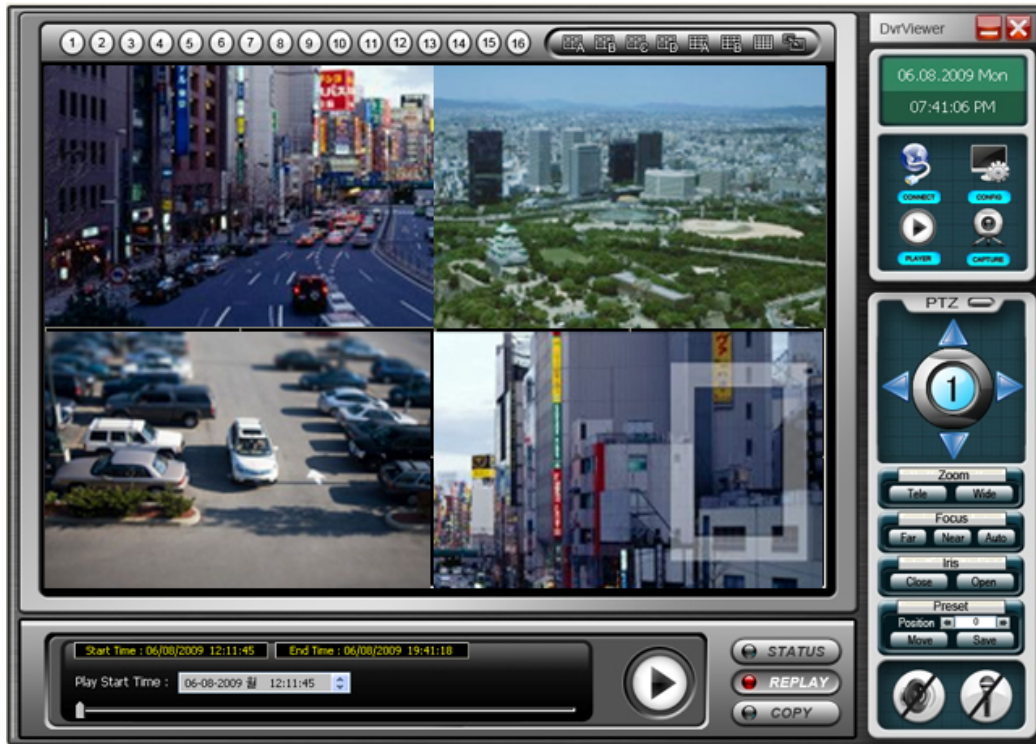 DvrViewer
1 2 3 4 5 6 7 8 9 10 11 12 13 14 15 16
A B C D A B
06.08.2009 Mon
07:41:06 PM
CONNECT CONFIG
PLAYER CAPTURE
PTZ
1
Zoom
Tele Wide
Focus
Far Near Auto
Iris
Close Open
Preset
Position 0
Move Save
Start Time : 06/08/2009 12:11:45 End Time : 06/08/2009 19:41:18
Play Start Time : 06-08-2009 월 12:11:45
STATUS
REPLAY
COPY